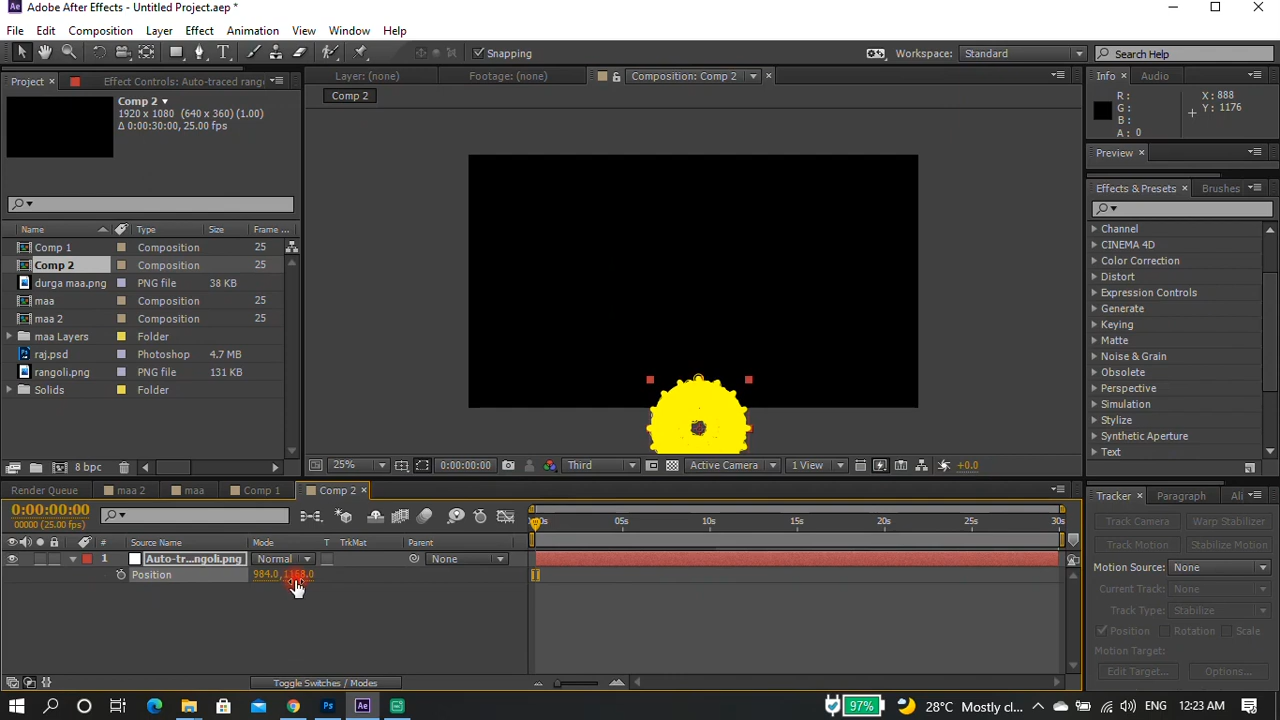 Adobe After Effects - Untitled Project.aep *
File Edit Composition Layer Effect Animation View Window Help
Snapping Workspace: Standard Search Help
Project Effect Controls: Auto-traced rang
Layer: (none) Footage: (none) Composition: Comp 2
Info Audio
Comp 2
1920 x 1080 (640 x 360) (1.00)
Δ 0:00:30:00, 25.00 fps
Comp 2
R :
G :
B :
A : 0
X : 888
Y : 1176
Preview
Effects & Presets Brushes
Name Type Size Frame ...
Comp 1 Composition 25
Comp 2 Composition 25
durga maa.png PNG file 38 KB
maa Composition 25
maa 2 Composition 25
maa Layers Folder
raj.psd Photoshop 4.7 MB
rangoli.png PNG file 131 KB
Solids Folder
8 bpc
Channel
CINEMA 4D
Color Correction
Distort
Expression Controls
Generate
Keying
Matte
Noise & Grain
Obsolete
Perspective
Simulation
Stylize
Synthetic Aperture
Text
25% 0:00:00:00 Third Active Camera 1 View +0.0
Render Queue maa 2 maa Comp 1 Comp 2
0:00:00:00
00000 (25.00 fps)
# Source Name Mode T TrkMat Parent
05s 10s 15s 20s 25s 30s
1 Auto-tr...ngoli.png Normal None
Position 984.0, 1168.0
Toggle Switches / Modes
Tracker Paragraph Ali
Track Camera Warp Stabilizer
Track Motion Stabilize Motion
Motion Source: None
Current Track: None
Track Type: Stabilize
Position Rotation Scale
Motion Target:
Edit Target... Options...
97% 28°C Mostly cl... ENG 12:23 AM